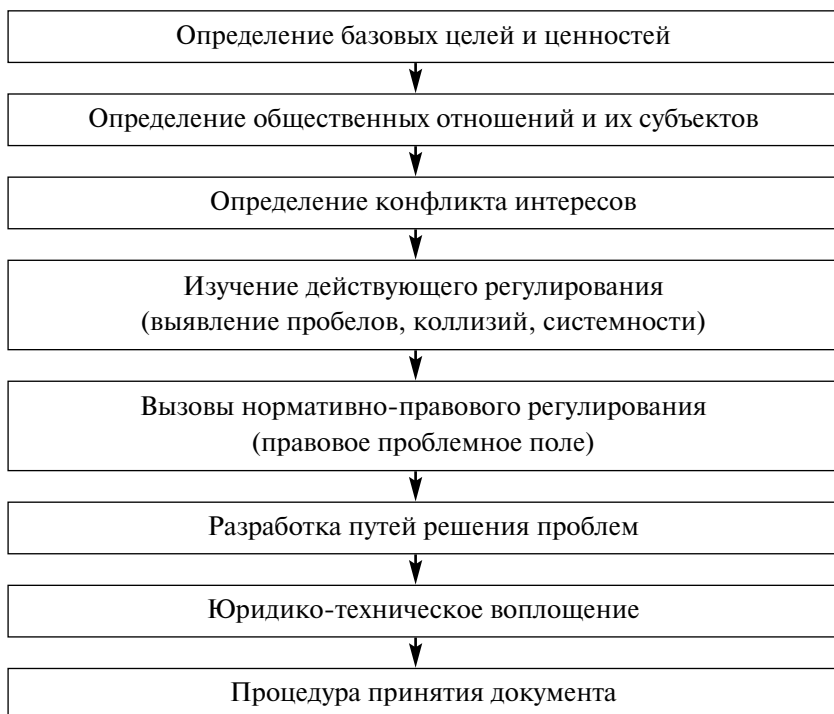 Определение базовых целей и ценностей
Определение общественных отношений и их субъектов
Определение конфликта интересов
Изучение действующего регулирования
(выявление пробелов, коллизий, системности)
Вызовы нормативно-правового регулирования
(правовое проблемное поле)
Разработка путей решения проблем
Юридико-техническое воплощение
Процедура принятия документа